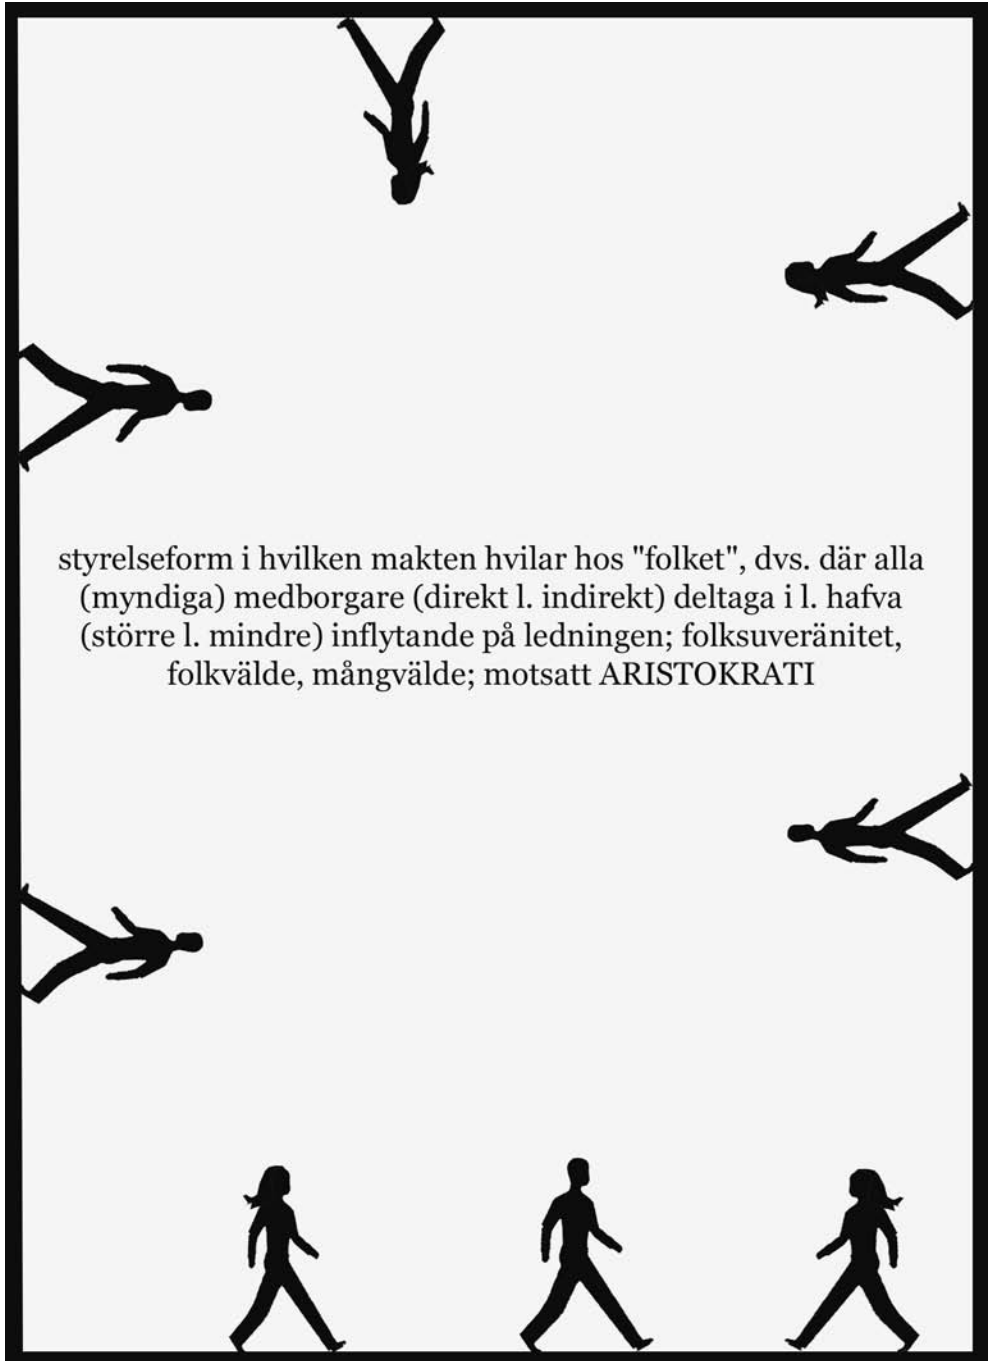 styrelseform i hvilken makten hvilar hos "folket", dvs. där alla
(myndiga) medborgare (direkt l. indirekt) deltaga i l. hafva
(större l. mindre) inflytande på ledningen; folksuveränitet,
folkvälde, mångvälde; motsatt ARISTOKRATI